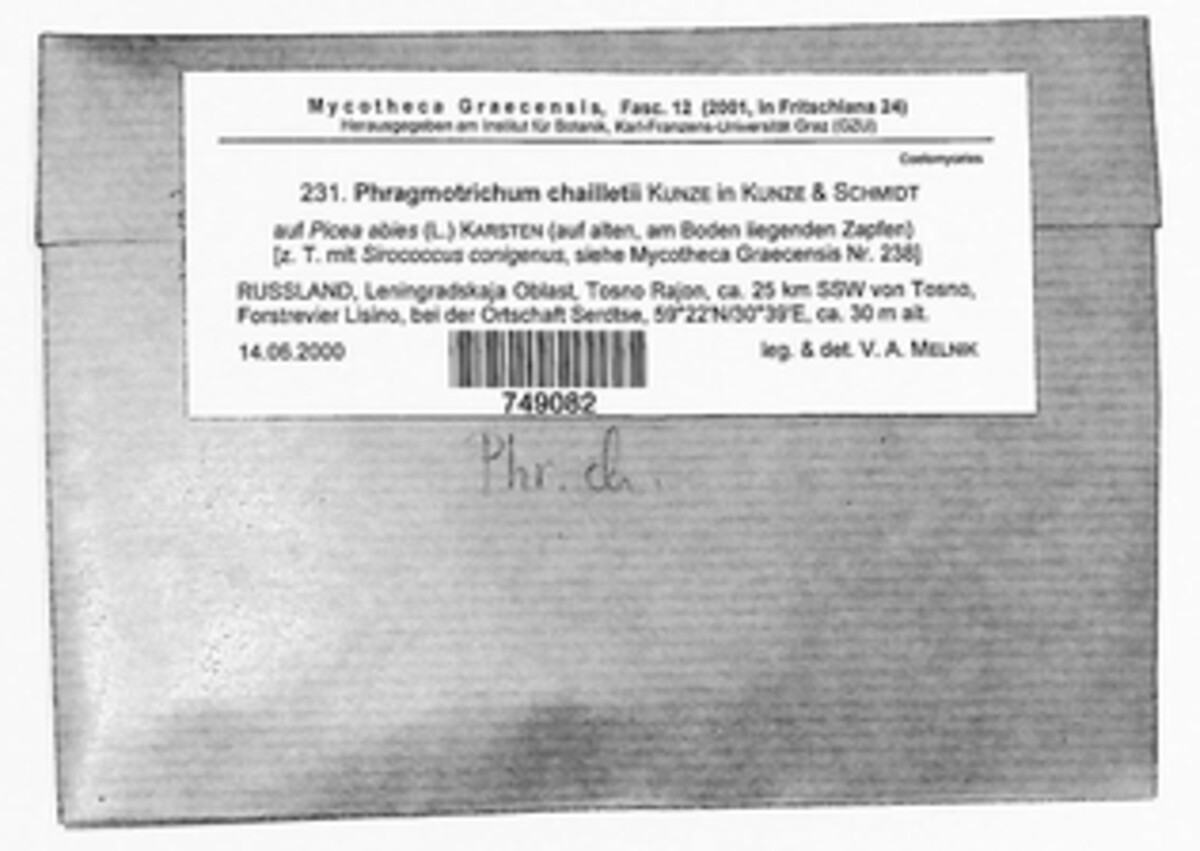 Mycotheca Graecensis, Fasc. 12 (2001, in Fritschiana 24)
Herausgegeben am Institut für Botanik, Karl-Franzens-Universität Graz (GZU)
Coelomycetes
231. Phragmotrichum chailletii KUNZE in KUNZE & SCHMIDT
auf Picea abies (L.) KARSTEN (auf alten, am Boden liegenden Zapfen)
[z. T. mit Sirococcus conigenus, siehe Mycotheca Graecensis Nr. 238]
RUSSLAND, Leningradskaja Oblast, Tosno Rajon, ca. 25 km SSW von Tosno,
Forstrevier Lisino, bei der Ortschaft Serdtse, 59°22'N/30°39'E, ca. 30 m alt.
14.06.2000 leg. & det. V. A. MELNIK
749082
Phr. ch.